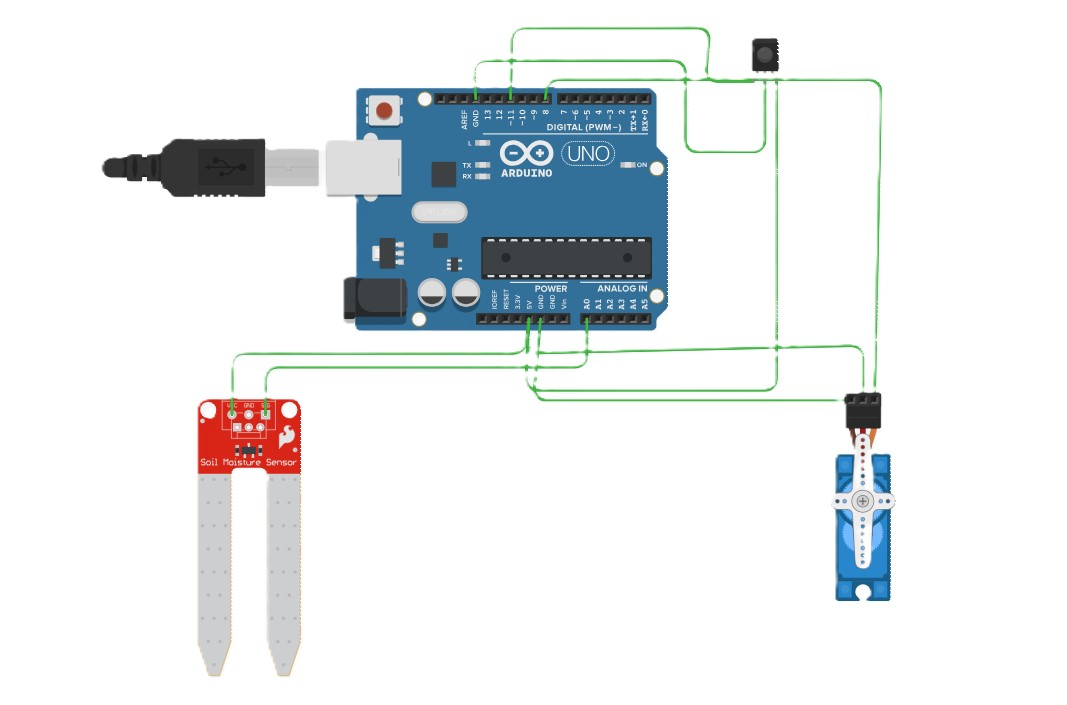 AREF
GND
13
12
~11
~10
~9
8
7
~6
~5
4
~3
2
TX→1
RX←0
DIGITAL (PWM~)
L
TX
RX
UNO
ARDUINO
ON
POWER
ANALOG IN
IOREF
RESET
3.3V
5V
GND
GND
Vin
A0
A1
A2
A3
A4
A5
VCC GND SIG
Soil Moisture Sensor